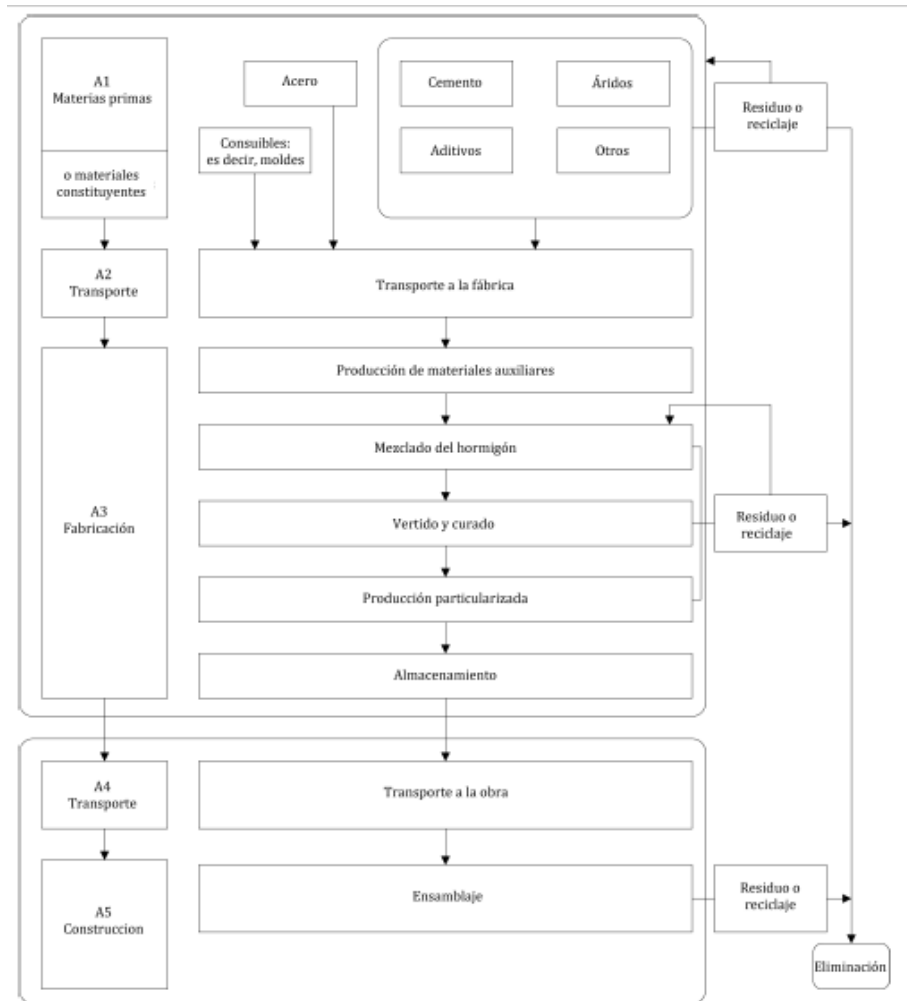 A1
Materias primas
o materiales
constituyentes
Acero
Consuibles:
es decir, moldes
Cemento
Áridos
Aditivos
Otros
Residuo o
reciclaje
A2
Transporte
Transporte a la fábrica
Producción de materiales auxiliares
Mezclado del hormigón
A3
Fabricación
Vertido y curado
Residuo o
reciclaje
Producción particularizada
Almacenamiento
A4
Transporte
Transporte a la obra
A5
Construccion
Ensamblaje
Residuo o
reciclaje
Eliminación